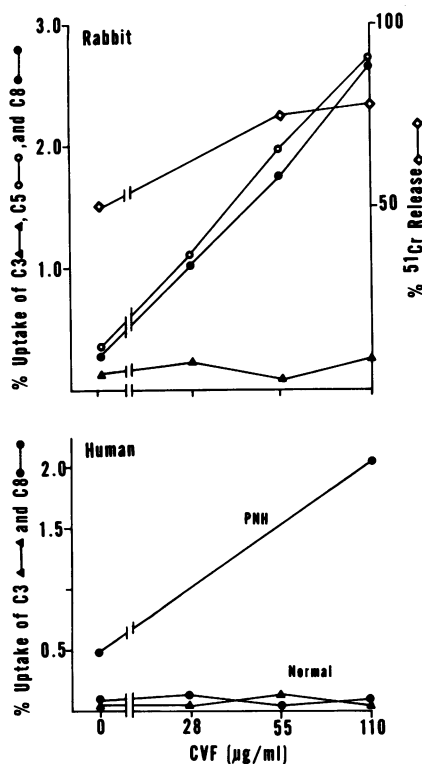 Rabbit
3.0
2.0
1.0
% Uptake of C3, C5, and C8
100
50
% 51Cr Release
Human
2.0
1.5
0.5
% Uptake of C3 and C8
PNH
Normal
0 28 55 110
CVF (µg/ml)